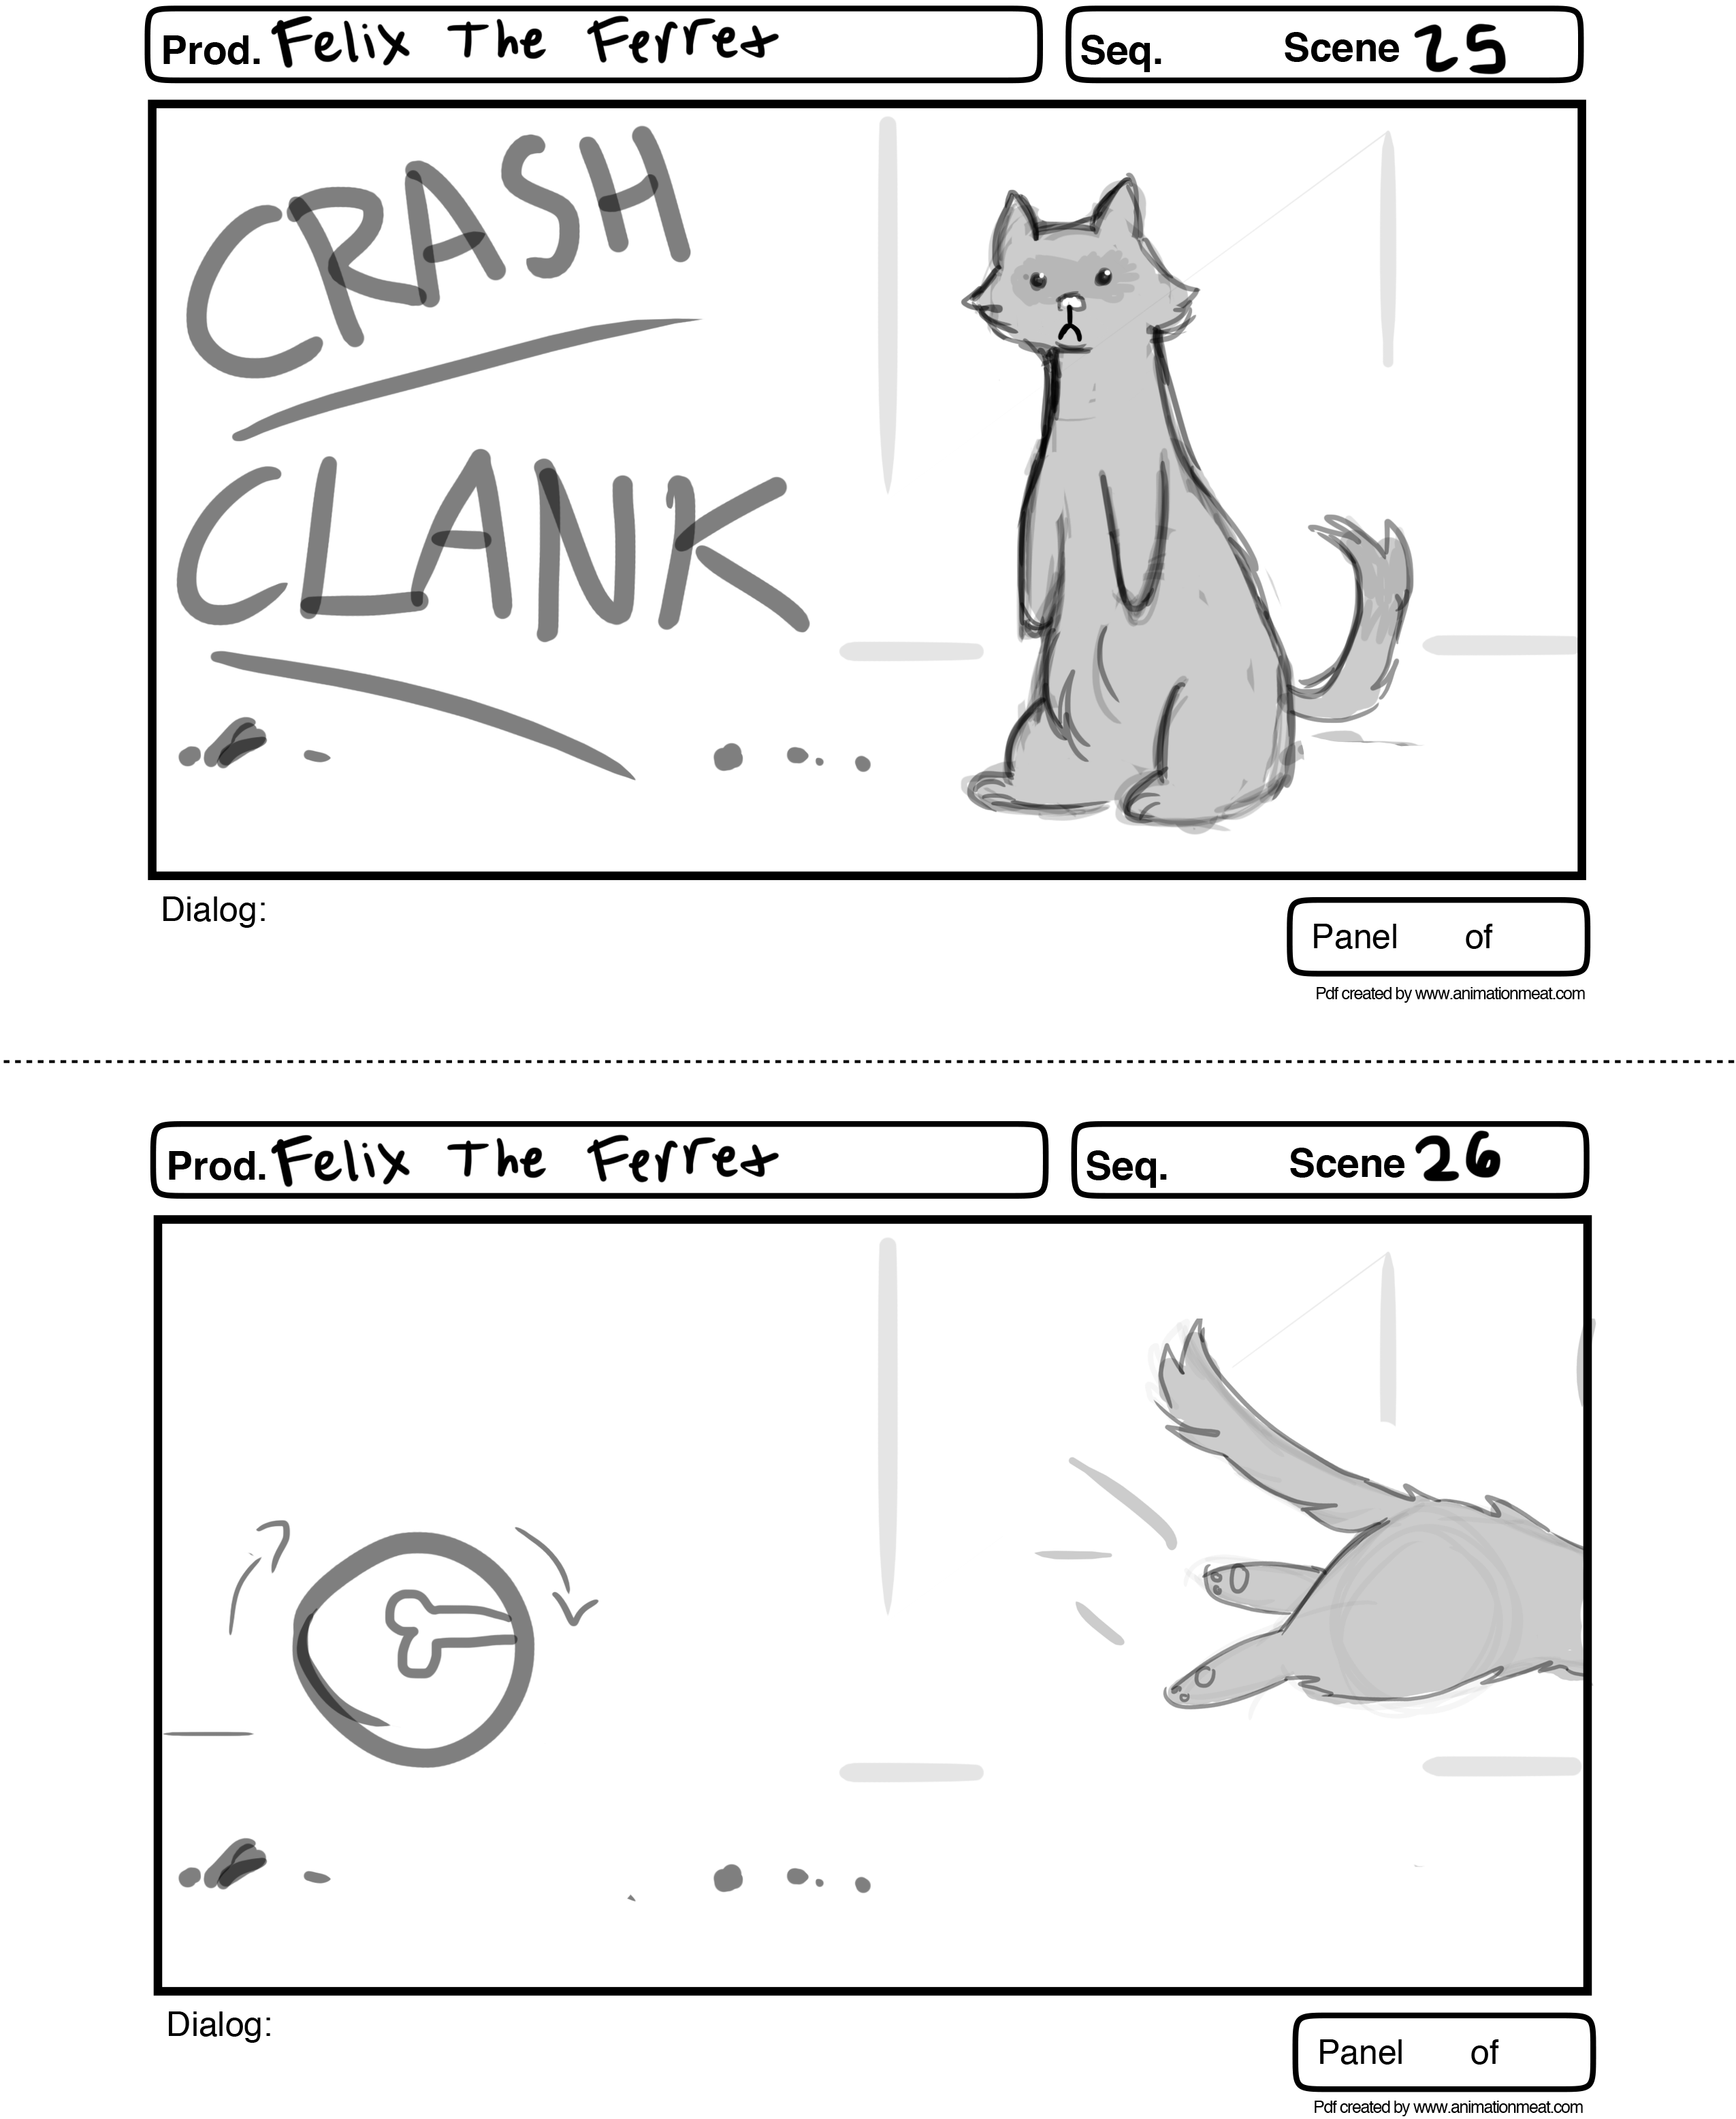 Prod. Felix The Ferret
Seq. Scene 25
CRASH
CLANK
Dialog:
Panel of
Pdf created by www.animationmeat.com
Prod. Felix The Ferret
Seq. Scene 26
Dialog:
Panel of
Pdf created by www.animationmeat.com